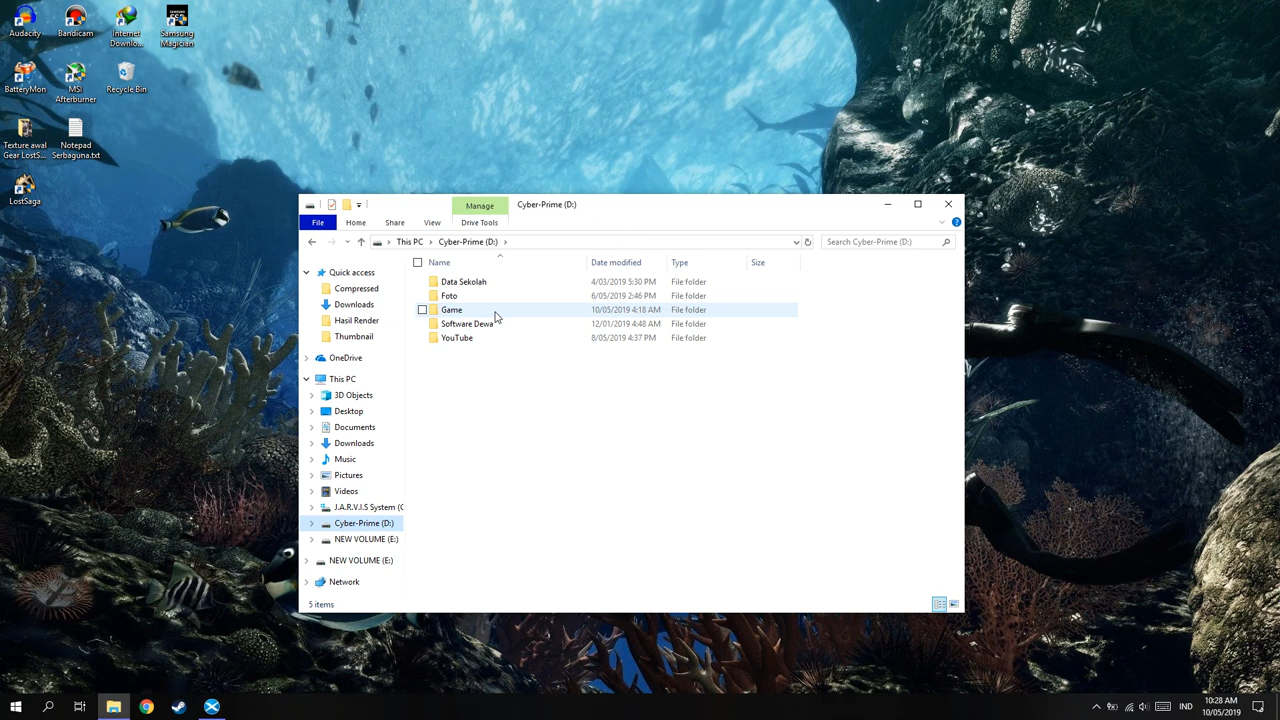 Audacity
Bandicam
Internet
Downlo...
Samsung
Magician
BatteryMon
MSI
Afterburner
Recycle Bin
Texture awal
Gear LostS...
Notepad
Serbaguna.txt
LostSaga
Manage
Cyber-Prime (D:)
File
Home
Share
View
Drive Tools
This PC
Cyber-Prime (D:)
Search Cyber-Prime (D:)
Name
Date modified
Type
Size
Data Sekolah 4/03/2019 5:30 PM File folder
Foto 6/05/2019 2:46 PM File folder
Game 10/05/2019 4:18 AM File folder
Software Dewa 12/01/2019 4:48 AM File folder
YouTube 8/05/2019 4:37 PM File folder
Quick access
Compressed
Downloads
Hasil Render
Thumbnail
OneDrive
This PC
3D Objects
Desktop
Documents
Downloads
Music
Pictures
Videos
J.A.R.V.I.S System (C
Cyber-Prime (D:)
NEW VOLUME (E:)
NEW VOLUME (E:)
Network
5 items
IND
10:28 AM
10/05/2019